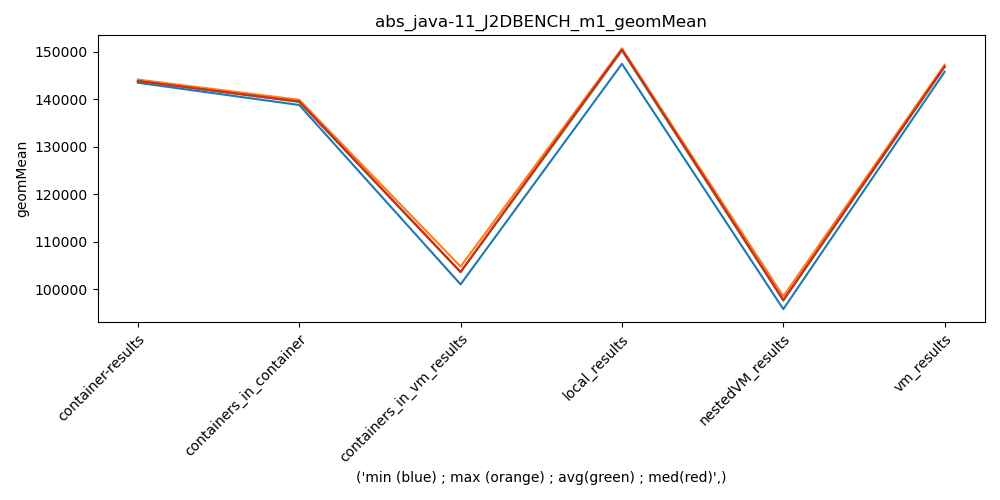 abs_java-11_J2DBENCH_m1_geomMean
150000
140000
130000
120000
110000
100000
geomMean
container-results
containers_in_container
containers_in_vm_results
local_results
nestedVM_results
vm_results
('min (blue) ; max (orange) ; avg(green) ; med(red)',)